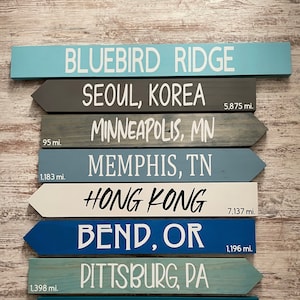 BLUEBIRD RIDGE
SEOUL, KOREA
5,875 mi.
MINNEAPOLIS, MN
95 mi.
MEMPHIS, TN
1,183 mi.
HONG KONG
7,137 mi.
BEND, OR
1,196 mi.
PITTSBURG, PA
1,398 mi.